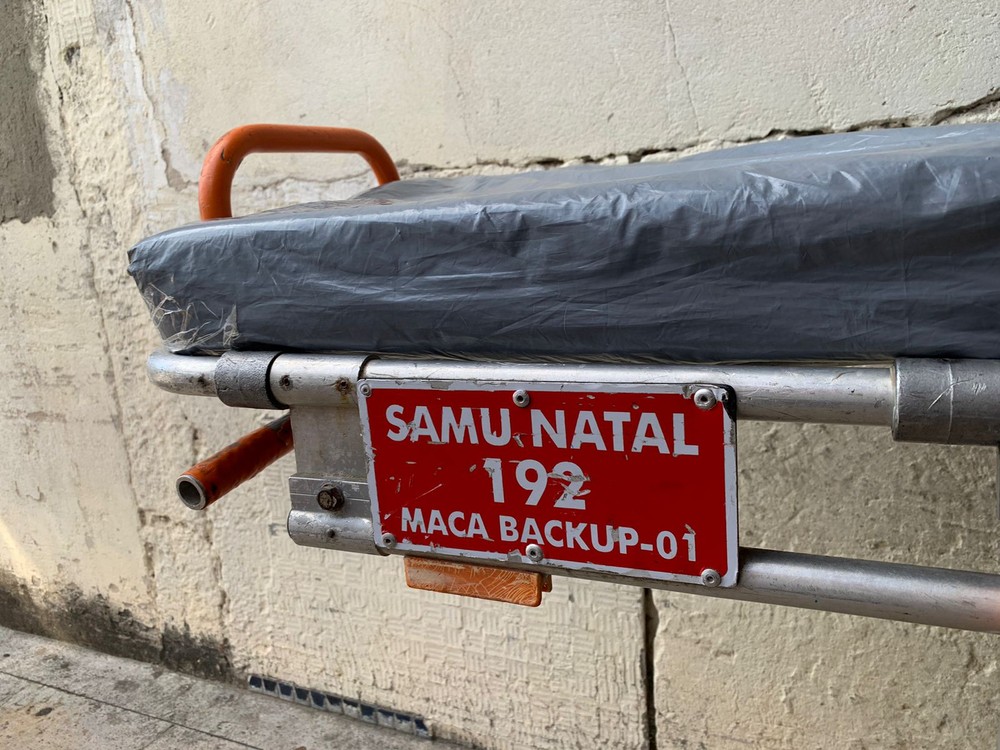 SAMU NATAL
192
MACA BACKUP-01